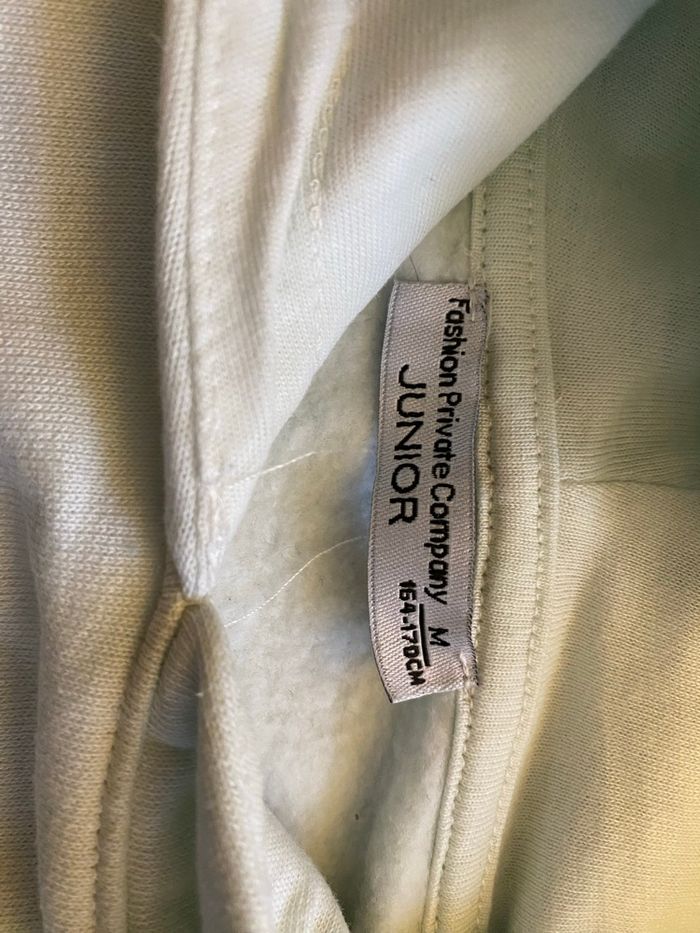 Fashion Private Company
JUNIOR
M
164-170CM